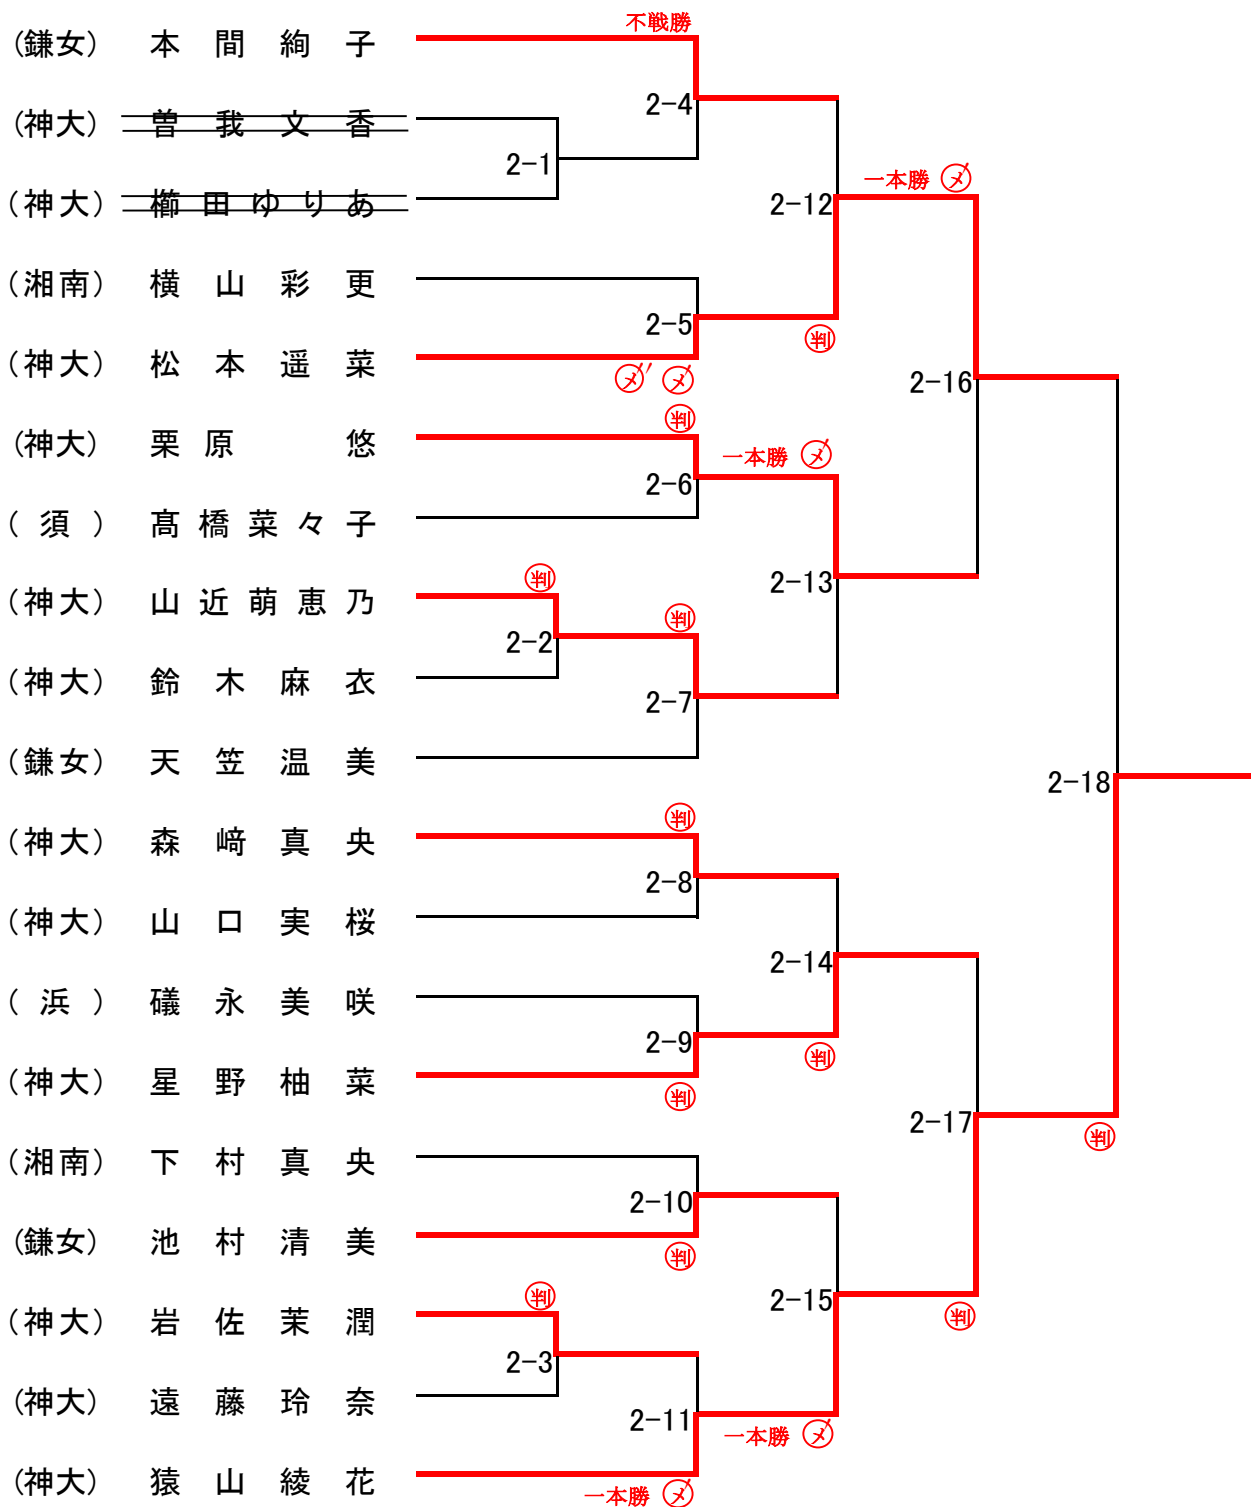 不戦勝
(鎌女) 本間絢子
2-4
(神大) 曽我文香
2-1
一本勝 メ
(神大) 櫛田ゆりあ
2-12
(湘南) 横山彩更
2-5
判
(神大) 松本遥菜
メ メ
2-16
判
(神大) 栗原 悠
一本勝 メ
2-6
(須)髙橋菜々子
判
2-13
(神大) 山近萌恵乃
判
2-2
(神大) 鈴木麻衣
2-7
(鎌女) 天笠温美
2-18
判
(神大) 森﨑真央
2-8
(神大) 山口実桜
2-14
(浜) 礒永美咲
2-9
判
(神大) 星野柚菜
判
2-17
判
(湘南) 下村真央
2-10
(鎌女) 池村清美
判
判
2-15
(神大) 岩佐茉潤
判
2-3
(神大) 遠藤玲奈
2-11
一本勝 メ
(神大) 猿山綾花
一本勝 メ